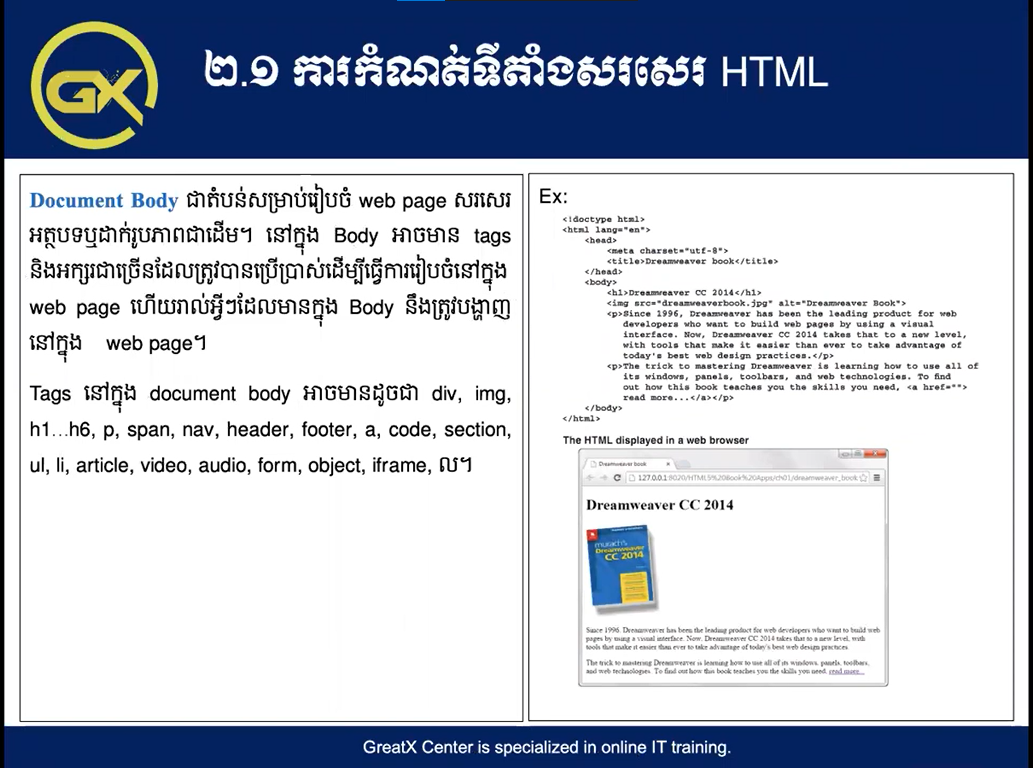 GX
២.១ ការកំណត់ទីតាំងសរសេរ HTML
Document Body ជាតំបន់សម្រាប់រៀបចំ web page សរសេរ
អត្ថបទឬដាក់រូបភាពជាដើម។ នៅក្នុង Body អាចមាន tags
និងអក្សរជាច្រើនដែលត្រូវបានប្រើប្រាស់ដើម្បីធ្វើការរៀបចំនៅក្នុង
web page ហើយរាល់អ្វីៗដែលមានក្នុង Body នឹងត្រូវបង្ហាញ
នៅក្នុង web page។
Tags នៅក្នុង document body អាចមានដូចជា div, img,
h1…h6, p, span, nav, header, footer, a, code, section,
ul, li, article, video, audio, form, object, iframe, ល។
Ex:
<!doctype html>
<html lang="en">
<head>
<meta charset="utf-8">
<title>Dreamweaver book</title>
</head>
<body>
<h1>Dreamweaver CC 2014</h1>
<img src="dreamweaverbook.jpg" alt="Dreamweaver Book">
<p>Since 1996, Dreamweaver has been the leading product for web
developers who want to build web pages by using a visual
interface. Now, Dreamweaver CC 2014 takes that to a new level,
with tools that make it easier than ever to take advantage of
today's best web design practices.</p>
<p>The trick to mastering Dreamweaver is learning how to use all of
its windows, panels, toolbars, and web technologies. To find
out how this book teaches you the skills you need, <a href="">
read more...</a></p>
</body>
</html>
The HTML displayed in a web browser
Dreamweaver book
127.0.0.1:8020/HTML5%20Book%20Apps/ch01/dreamweaver_book
Dreamweaver CC 2014
murach's
Dreamweaver
CC 2014
Since 1996, Dreamweaver has been the leading product for web developers who want to build web
pages by using a visual interface. Now, Dreamweaver CC 2014 takes that to a new level, with
tools that make it easier than ever to take advantage of today's best web design practices.
The trick to mastering Dreamweaver is learning how to use all of its windows, panels, toolbars,
and web technologies. To find out how this book teaches you the skills you need, read more...
GreatX Center is specialized in online IT training.